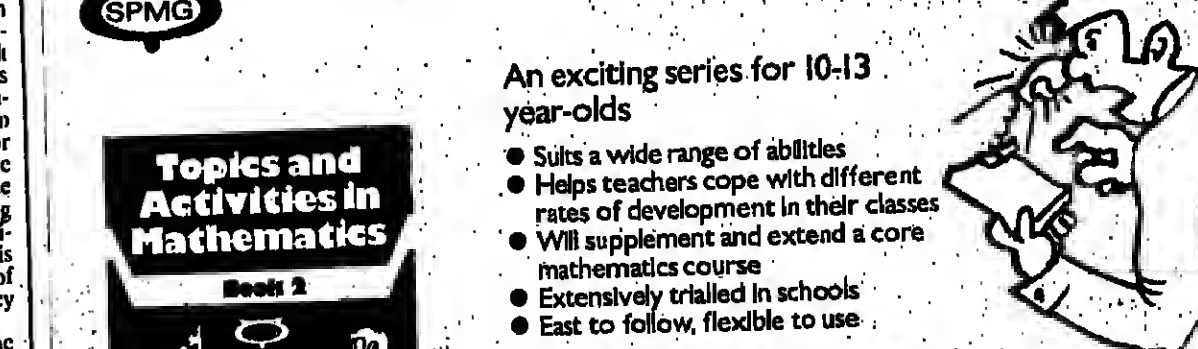 SPMG
Topics and
Activities in
Mathematics
Book 2
An exciting series for 10-13
year-olds
● Suits a wide range of abilities
● Helps teachers cope with different
rates of development in their classes
● Will supplement and extend a core
mathematics course
● Extensively trialled in schools
● East to follow, flexible to use